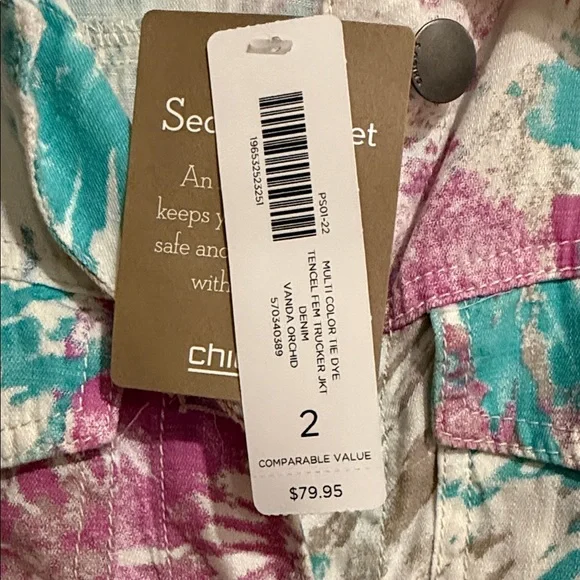 Sec et
An
keeps y
safe and
with
chi
196532523251
PS01-22
MULTI COLOR TIE DYE
TENCEL FEM TRUCKER JKT
DENIM
VANDA ORCHID
570340389
2
COMPARABLE VALUE
$79.95